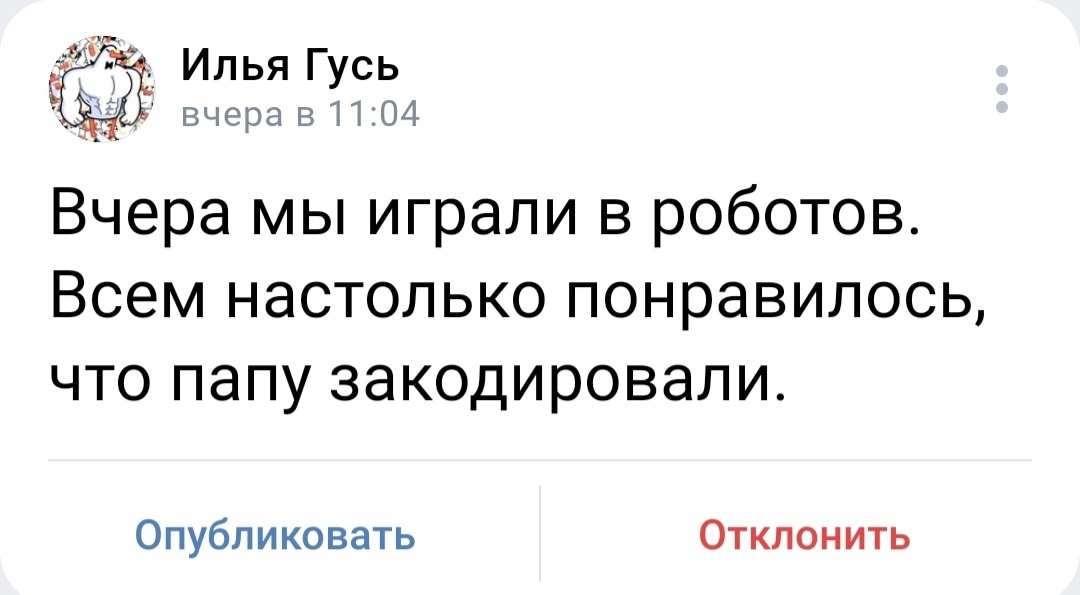 Илья Гусь
вчера в 11:04
Вчера мы играли в роботов.
Всем настолько понравилось,
что папу закодировали.
Опубликовать
Отклонить